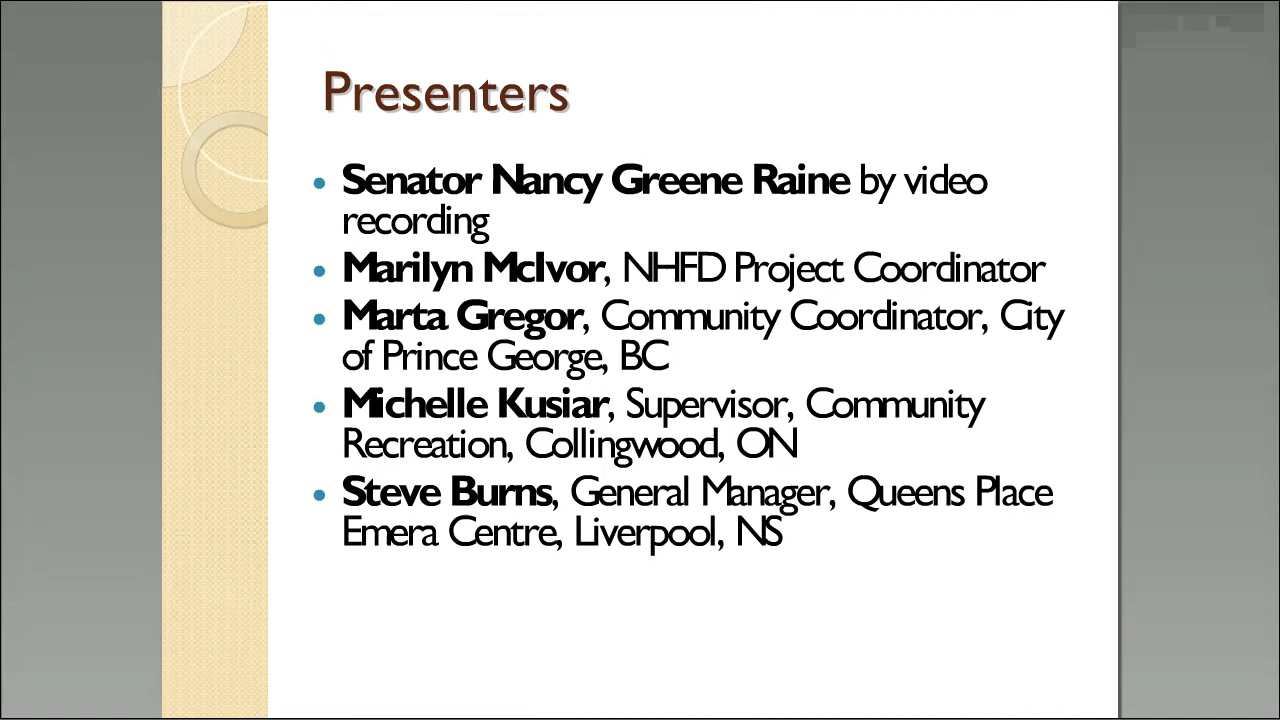 Presenters
• Senator Nancy Greene Raine by video
recording
• Marilyn McIvor, NHFD Project Coordinator
• Marta Gregor, Community Coordinator, City
of Prince George, BC
• Michelle Kusiar, Supervisor, Community
Recreation, Collingwood, ON
• Steve Burns, General Manager, Queens Place
Emera Centre, Liverpool, NS